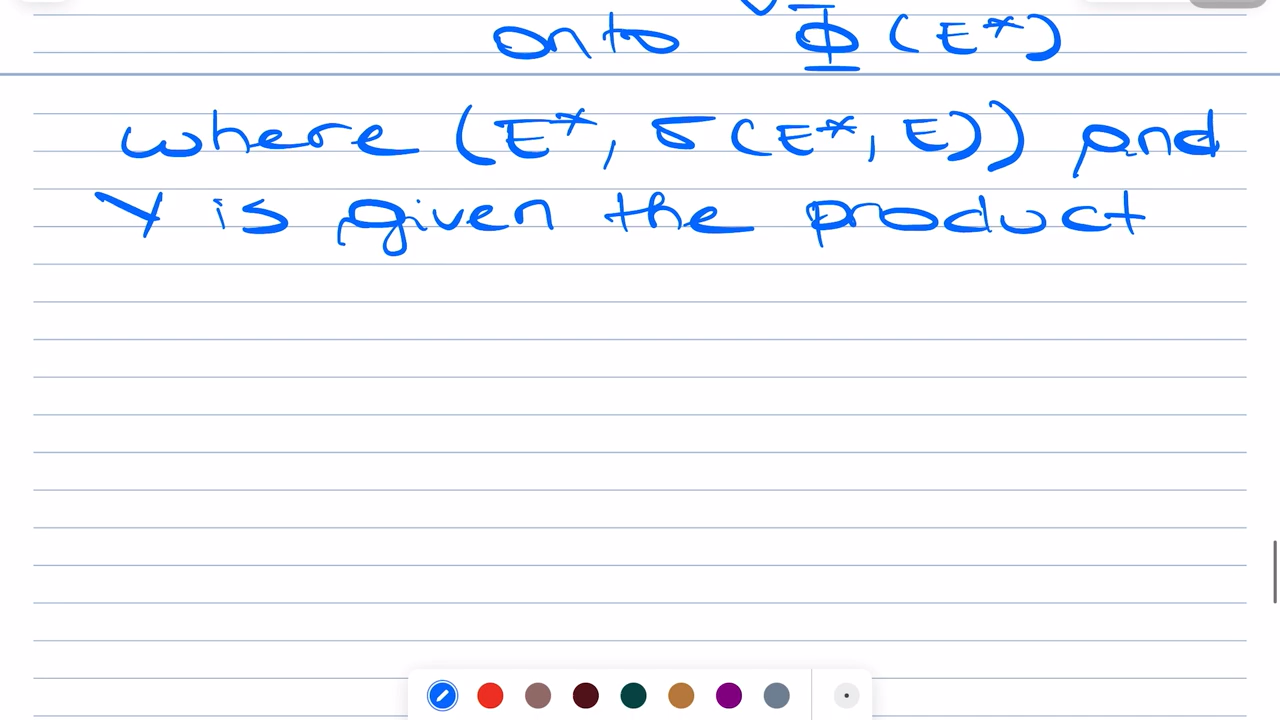 onto Φ (E*)
where (E*, σ(E*, E)) and
Y is given the product